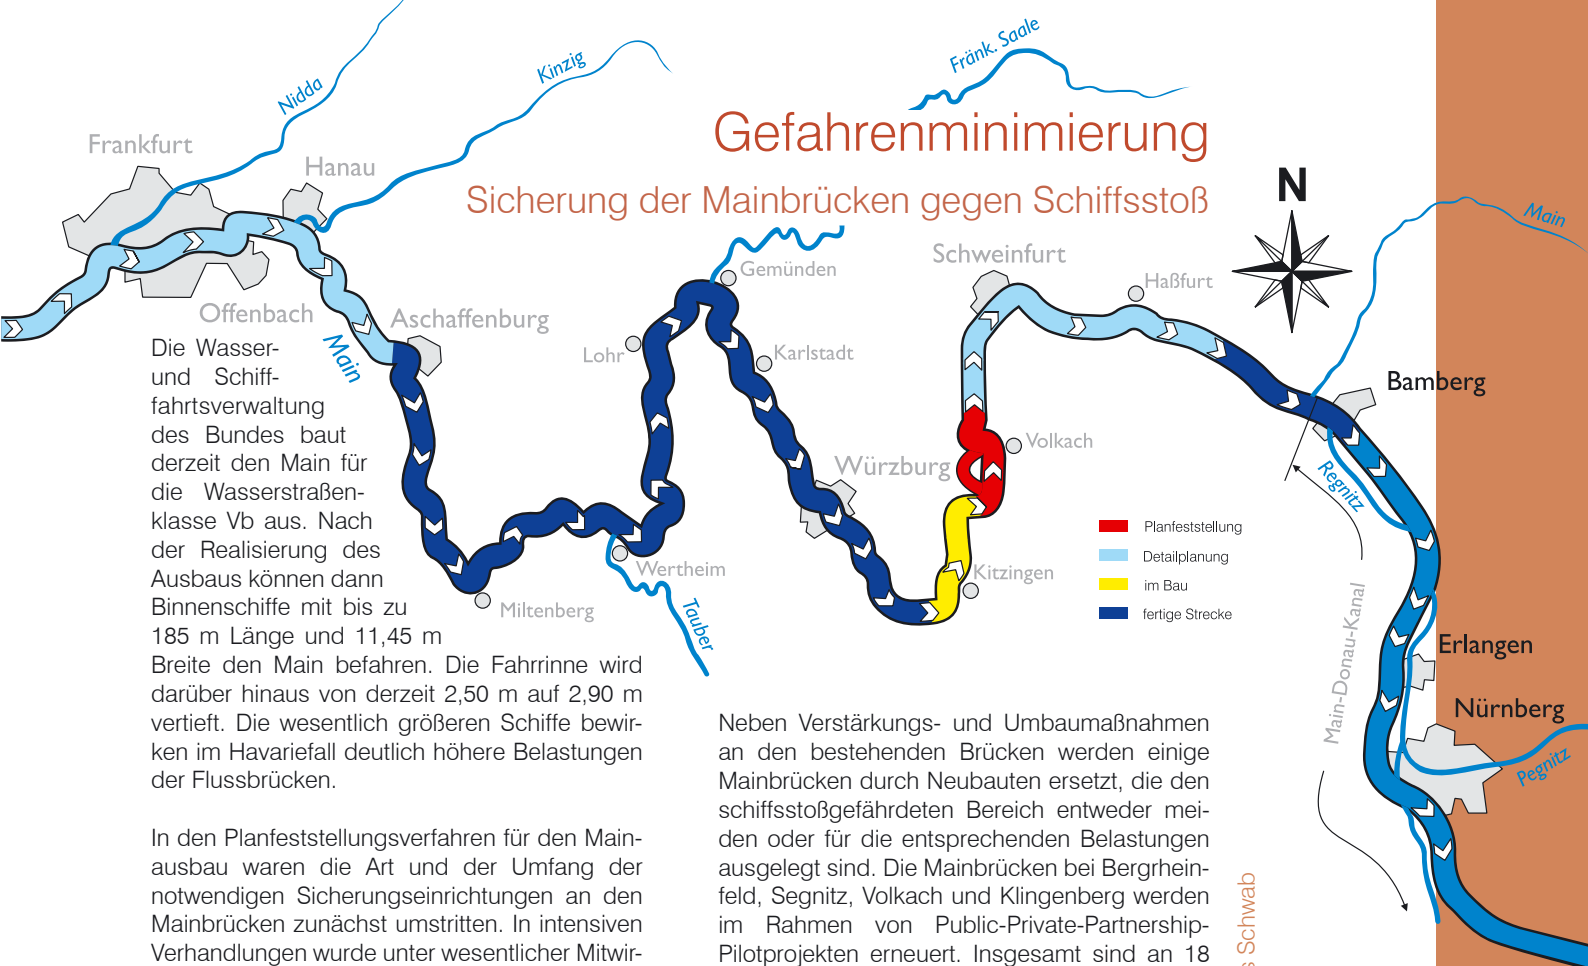 Gefahrenminimierung
Sicherung der Mainbrücken gegen Schiffsstoß
Nidda
Kinzig
Fränk. Saale
Frankfurt
Hanau
Offenbach
Aschaffenburg
Main
Lohr
Gemünden
Karlstadt
Schweinfurt
Haßfurt
N
Main
Bamberg
Würzburg
Volkach
Regnitz
Wertheim
Miltenberg
Tauber
Kitzingen
Planfeststellung
Detailplanung
im Bau
fertige Strecke
Main-Donau-Kanal
Erlangen
Nürnberg
Pegnitz
Die Wasser-
und Schiff-
fahrtsverwaltung
des Bundes baut
derzeit den Main für
die Wasserstraßen-
klasse Vb aus. Nach
der Realisierung des
Ausbaus können dann
Binnenschiffe mit bis zu
185 m Länge und 11,45 m
Breite den Main befahren. Die Fahrrinne wird
darüber hinaus von derzeit 2,50 m auf 2,90 m
vertieft. Die wesentlich größeren Schiffe bewir-
ken im Havariefall deutlich höhere Belastungen
der Flussbrücken.
In den Planfeststellungsverfahren für den Main-
ausbau waren die Art und der Umfang der
notwendigen Sicherungseinrichtungen an den
Mainbrücken zunächst umstritten. In intensiven
Verhandlungen wurde unter wesentlicher Mitwir-
Neben Verstärkungs- und Umbaumaßnahmen
an den bestehenden Brücken werden einige
Mainbrücken durch Neubauten ersetzt, die den
schiffsstoßgefährdeten Bereich entweder mei-
den oder für die entsprechenden Belastungen
ausgelegt sind. Die Mainbrücken bei Bergrhein-
feld, Segnitz, Volkach und Klingenberg werden
im Rahmen von Public-Private-Partnership-
Pilotprojekten erneuert. Insgesamt sind an 18
s Schwab